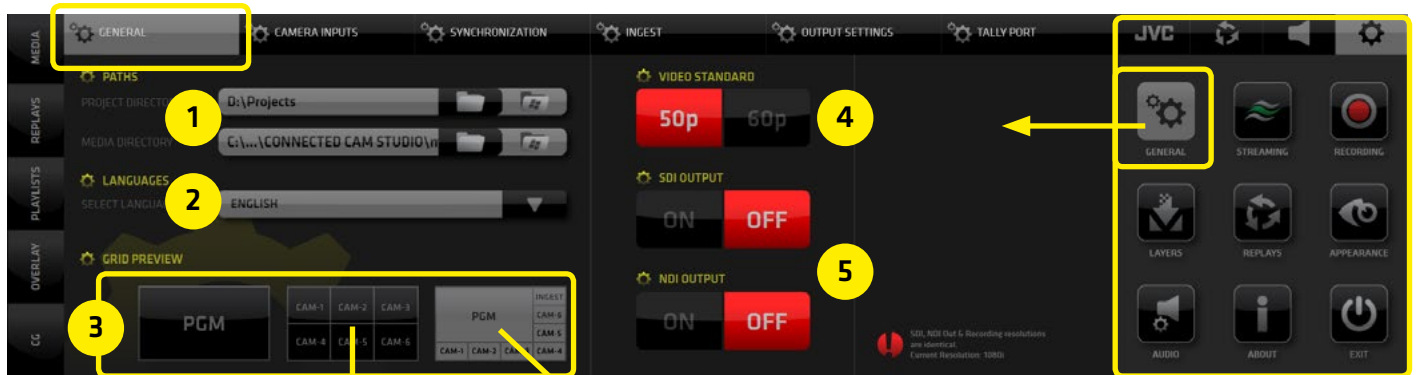 MEDIA
REPLAYS
PLAYLISTS
OVERLAY
CG
GENERAL
CAMERA INPUTS
SYNCHRONIZATION
INGEST
OUTPUT SETTINGS
TALLY PORT
PATHS
PROJECT DIRECTO
1
D:\Projects
MEDIA DIRECTORY
C:\...\CONNECTED CAM STUDIO\n
LANGUAGES
SELECT LANGUA
2
ENGLISH
GRID PREVIEW
3
PGM
CAM-1 CAM-2 CAM-3
CAM-4 CAM-5 CAM-6
PGM
INGEST
CAM-6
CAM-5
CAM-1 CAM-2 CAM-3 CAM-4
VIDEO STANDARD
50p 60p
4
SDI OUTPUT
ON OFF
5
NDI OUTPUT
ON OFF
SDI, NDI Out & Recording resolutions
are identical.
Current Resolution: 1080i
JVC
GENERAL
STREAMING
RECORDING
LAYERS
REPLAYS
APPEARANCE
AUDIO
ABOUT
EXIT